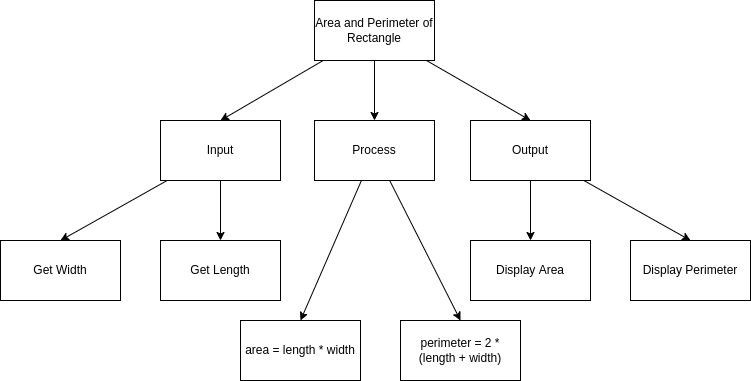 Area and Perimeter of
Rectangle
Input
Process
Output
Get Width
Get Length
Display Area
Display Perimeter
area = length * width
perimeter = 2 *
(length + width)